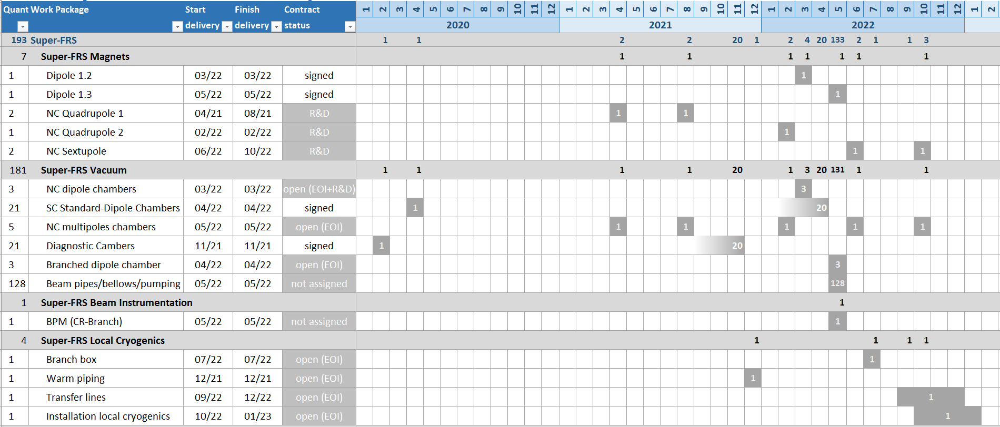 Quant Work Package Start Finish Contract 1 2 3 4 5 6 7 8 9 10 11 12 1 2 3 4 5 6 7 8 9 10 11 12 1 2 3 4 5 6 7 8 9 10 11 12 1 2
delivery delivery status 2020 2021 2022
193 Super-FRS 1 1 2 2 20 1 2 4 20 133 2 1 1 3
7 Super-FRS Magnets 1 1 1 1 1 1 1
1 Dipole 1.2 03/22 03/22 signed 1
1 Dipole 1.3 05/22 05/22 signed 1
2 NC Quadrupole 1 04/21 08/21 R&D 1 1
1 NC Quadrupole 2 02/22 02/22 R&D 1
2 NC Sextupole 06/22 10/22 R&D 1 1
181 Super-FRS Vacuum 1 1 1 1 20 1 3 20 131 1 1
3 NC dipole chambers 03/22 03/22 open (EOI+R&D) 3
21 SC Standard-Dipole Chambers 04/22 04/22 signed 1 20
5 NC multipoles chambers 05/22 05/22 open (EOI) 1 1 1 1 1
21 Diagnostic Cambers 11/21 11/21 signed 1 20
3 Branched dipole chamber 04/22 04/22 open (EOI) 3
128 Beam pipes/bellows/pumping 05/22 05/22 not assigned 128
1 Super-FRS Beam Instrumentation 1
1 BPM (CR-Branch) 05/22 05/22 not assigned 1
4 Super-FRS Local Cryogenics 1 1 1 1
1 Branch box 07/22 07/22 open (EOI) 1
1 Warm piping 12/21 12/21 open (EOI) 1
1 Transfer lines 09/22 12/22 open (EOI) 1
1 Installation local cryogenics 10/22 01/23 open (EOI) 1